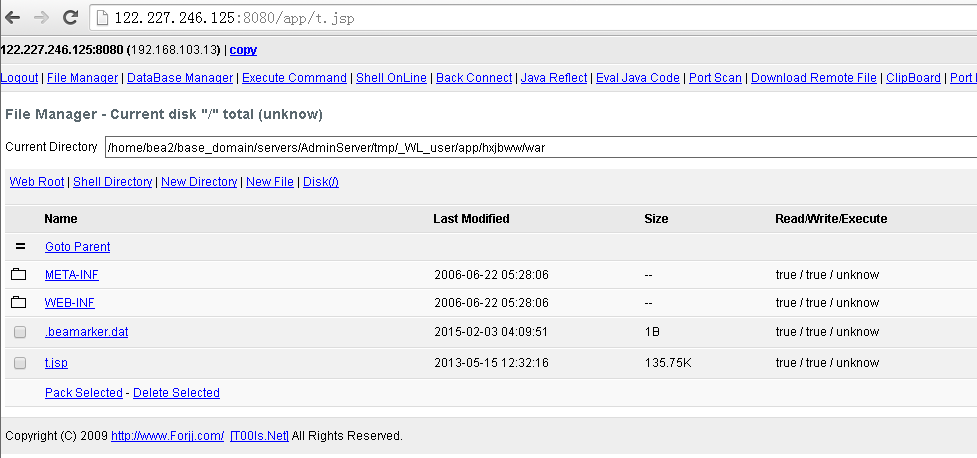 122.227.246.125:8080/app/t.jsp
122.227.246.125:8080 (192.168.103.13) | copy
Logout | File Manager | DataBase Manager | Execute Command | Shell OnLine | Back Connect | Java Reflect | Eval Java Code | Port Scan | Download Remote File | ClipBoard | Port
File Manager - Current disk "/" total (unknow)
Current Directory /home/bea2/base_domain/servers/AdminServer/tmp/_WL_user/app/hxjbww/war
Web Root | Shell Directory | New Directory | New File | Disk(/)
Name Last Modified Size Read/Write/Execute
= Goto Parent
META-INF 2006-06-22 05:28:06 -- true / true / unknow
WEB-INF 2006-06-22 05:28:06 -- true / true / unknow
.beamarker.dat 2015-02-03 04:09:51 1B true / true / unknow
t.jsp 2013-05-15 12:32:16 135.75K true / true / unknow
Pack Selected - Delete Selected
Copyright (C) 2009 http://www.Forjj.com/ [T00ls.Net] All Rights Reserved.